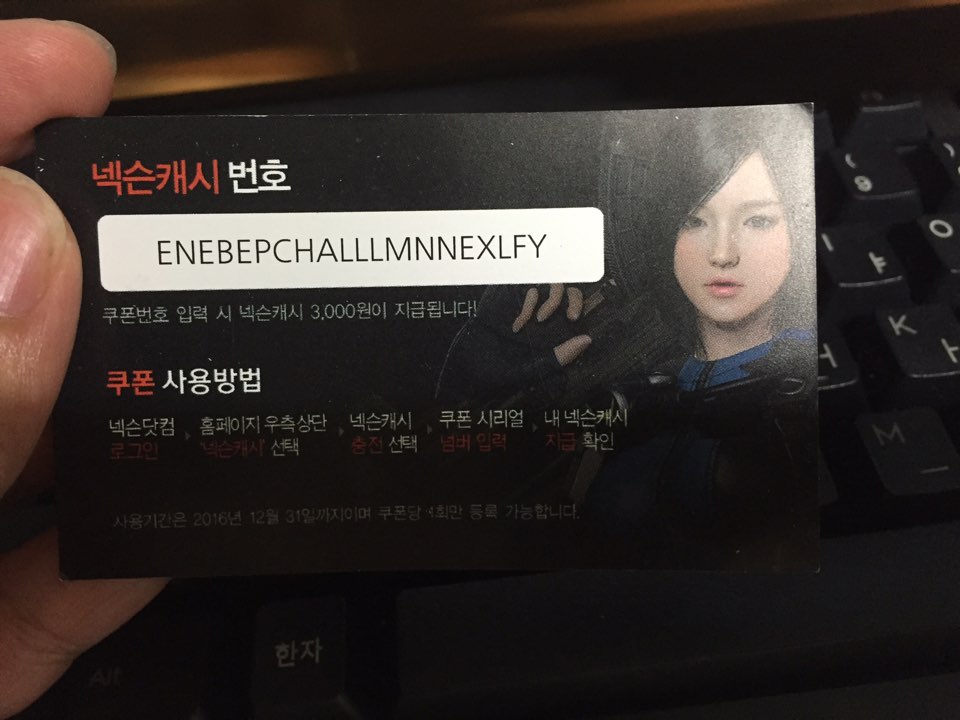 넥슨캐시 번호
ENEBEPCHALLLMNNEXLFY
쿠폰번호 입력 시 넥슨캐시 3,000원이 지급됩니다!
쿠폰 사용방법
넥슨닷컴 로그인
홈페이지 우측상단 '넥슨캐시' 선택
넥슨캐시 충전 선택
쿠폰 시리얼 넘버 입력
내 넥슨캐시 지급 확인
사용기간은 2016년 12월 31일까지이며 쿠폰당 1회만 등록 가능합니다.
( 9
ㅑ
O
K
M
Alt
한자